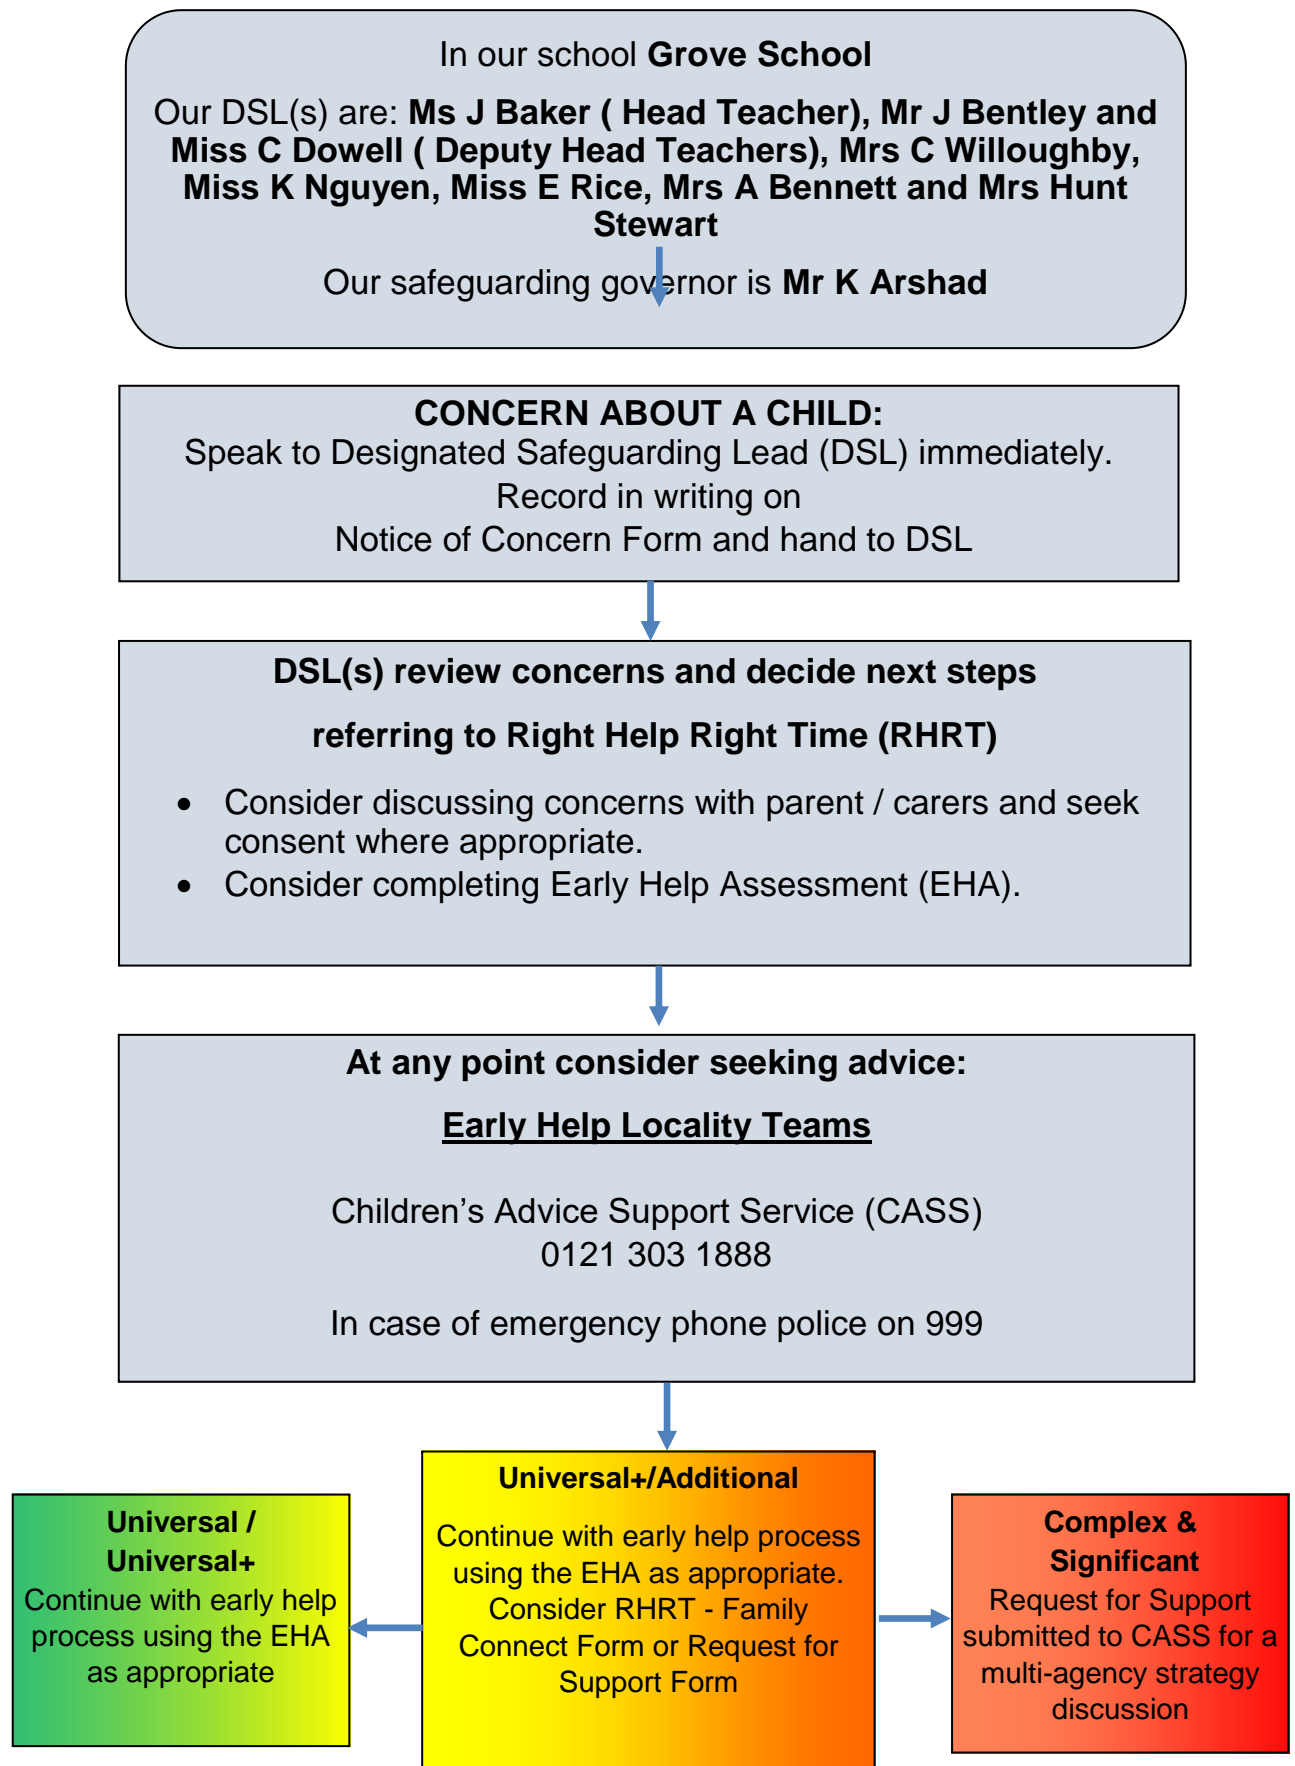 In our school Grove School
Our DSL(s) are: Ms J Baker ( Head Teacher), Mr J Bentley and
Miss C Dowell ( Deputy Head Teachers), Mrs C Willoughby,
Miss K Nguyen, Miss E Rice, Mrs A Bennett and Mrs Hunt
Stewart
Our safeguarding governor is Mr K Arshad
CONCERN ABOUT A CHILD:
Speak to Designated Safeguarding Lead (DSL) immediately.
Record in writing on
Notice of Concern Form and hand to DSL
DSL(s) review concerns and decide next steps
referring to Right Help Right Time (RHRT)
• Consider discussing concerns with parent / carers and seek
consent where appropriate.
• Consider completing Early Help Assessment (EHA).
At any point consider seeking advice:
Early Help Locality Teams
Children’s Advice Support Service (CASS)
0121 303 1888
In case of emergency phone police on 999
Universal /
Universal+
Continue with early help
process using the EHA
as appropriate
Universal+/Additional
Continue with early help process
using the EHA as appropriate.
Consider RHRT - Family
Connect Form or Request for
Support Form
Complex &
Significant
Request for Support
submitted to CASS for a
multi-agency strategy
discussion